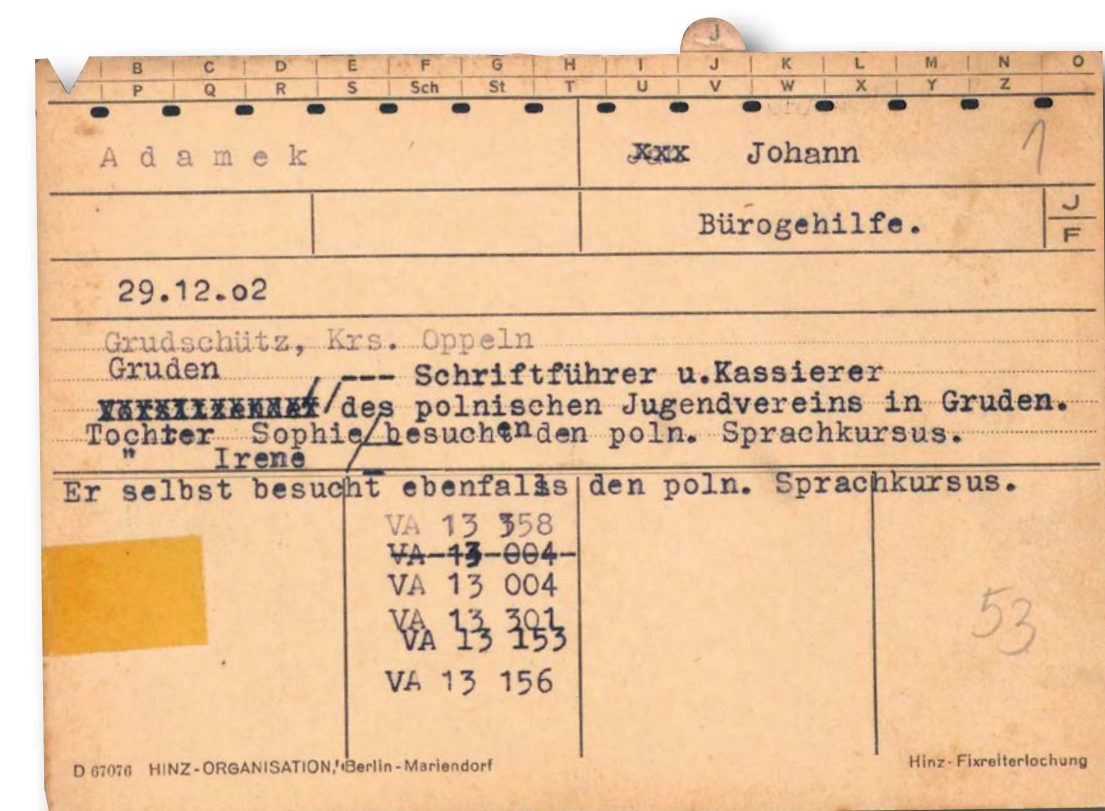 J
B C D E F G H I J K L M N O
P Q R S Sch St T U V W X Y Z
Adamek xxx Johann 1
Bürogehilfe. J
F
29.12.o2
Grudschütz, Krs. Oppeln
Gruden --- Schriftführer u.Kassierer
des polnischen Jugendvereins in Gruden.
Tochter Sophie besuchen den poln. Sprachkursus.
" Irene
Er selbst besucht ebenfalls den poln. Sprachkursus.
VA 13 358
VA-13-004-
VA 13 004
VA 13 301
VA 13 153
53
VA 13 156
D 67076 HINZ-ORGANISATION, Berlin-Mariendorf Hinz-Fixreiterlochung